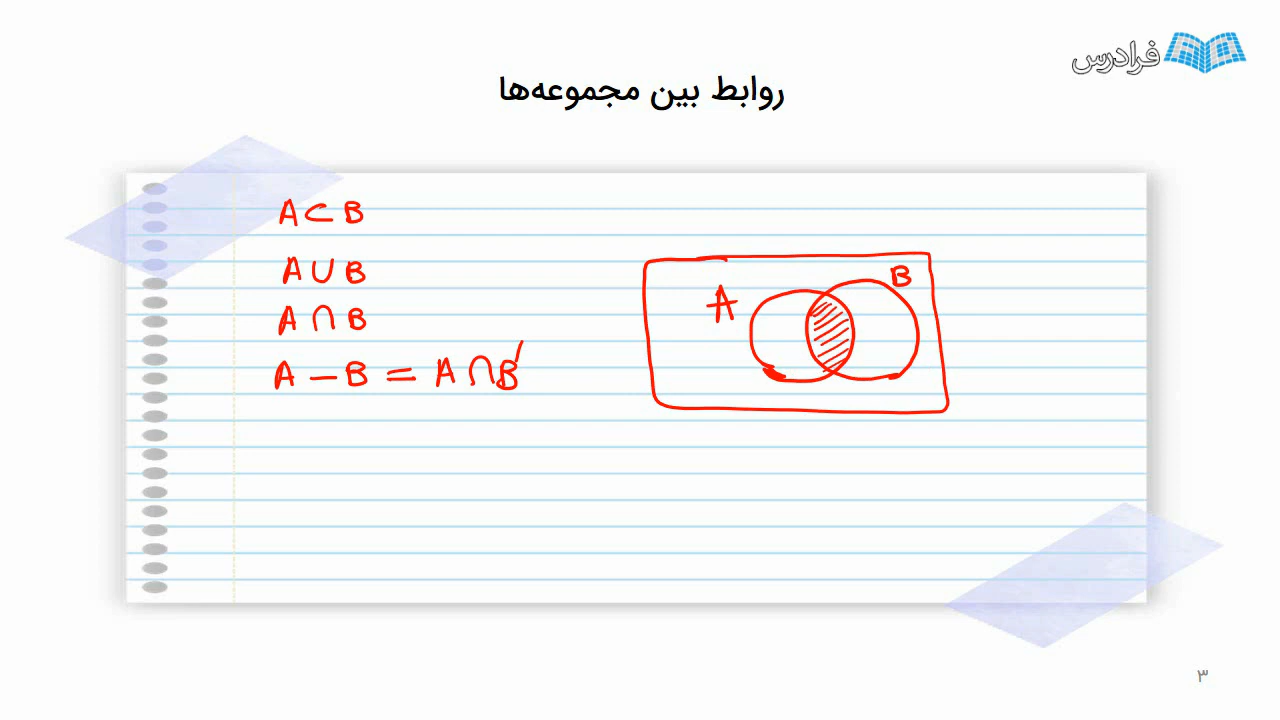 فرادرس
روابط بین مجموعه‌ها
A ⊂ B
A ∪ B
A ∩ B
A − B = A ∩ B′
A
B
۳